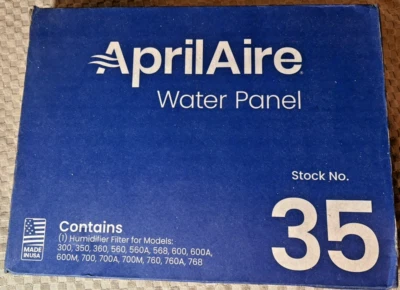 AprilAire
Water Panel
Stock No.
35
MADE
IN USA
Contains
(1) Humidifier Filter for Models:
300, 350, 360, 560, 560A, 568, 600, 600A,
600M, 700, 700A, 700M, 760, 760A, 768